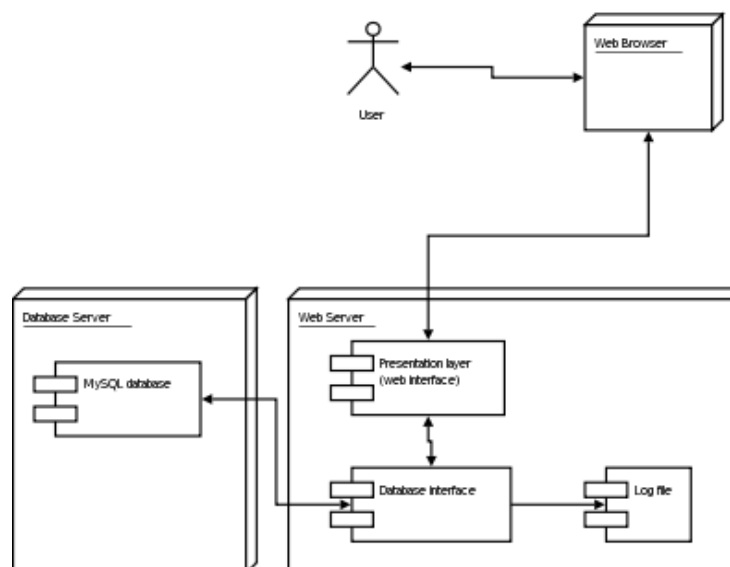 Web Browser
User
Database Server
Web Server
MySQL database
Presentation layer
(web interface)
Database interface
Log file